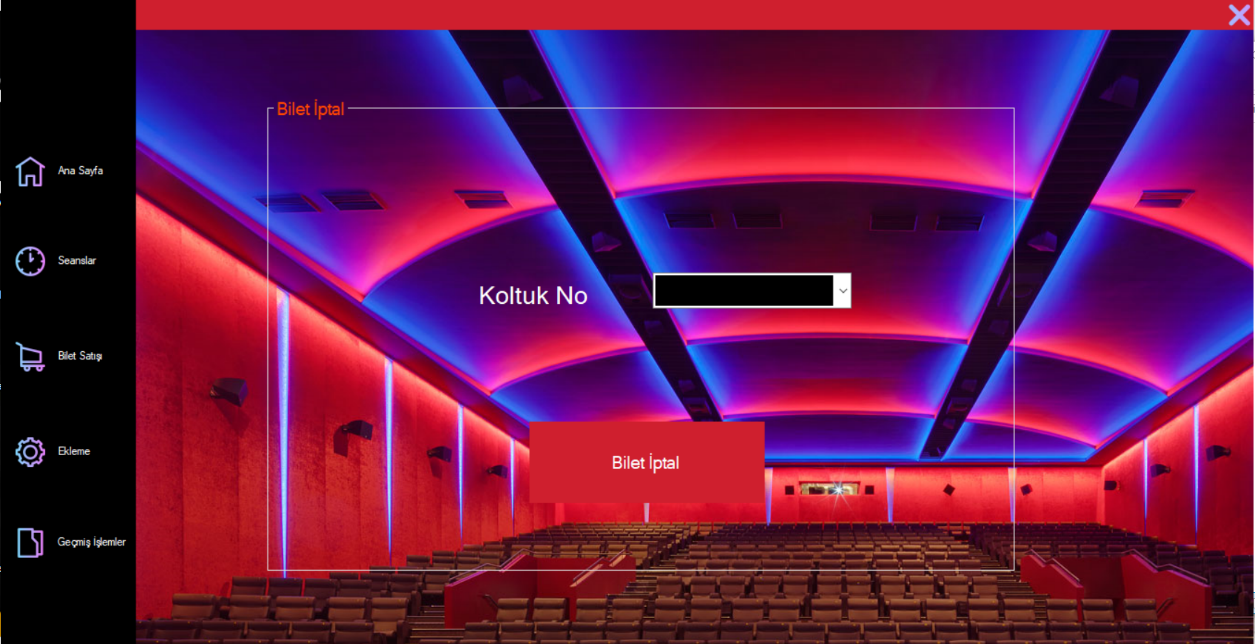 Bilet İptal
Ana Sayfa
Seanslar
Koltuk No
Bilet Satışı
Ekleme
Bilet İptal
Geçmiş İşlemler